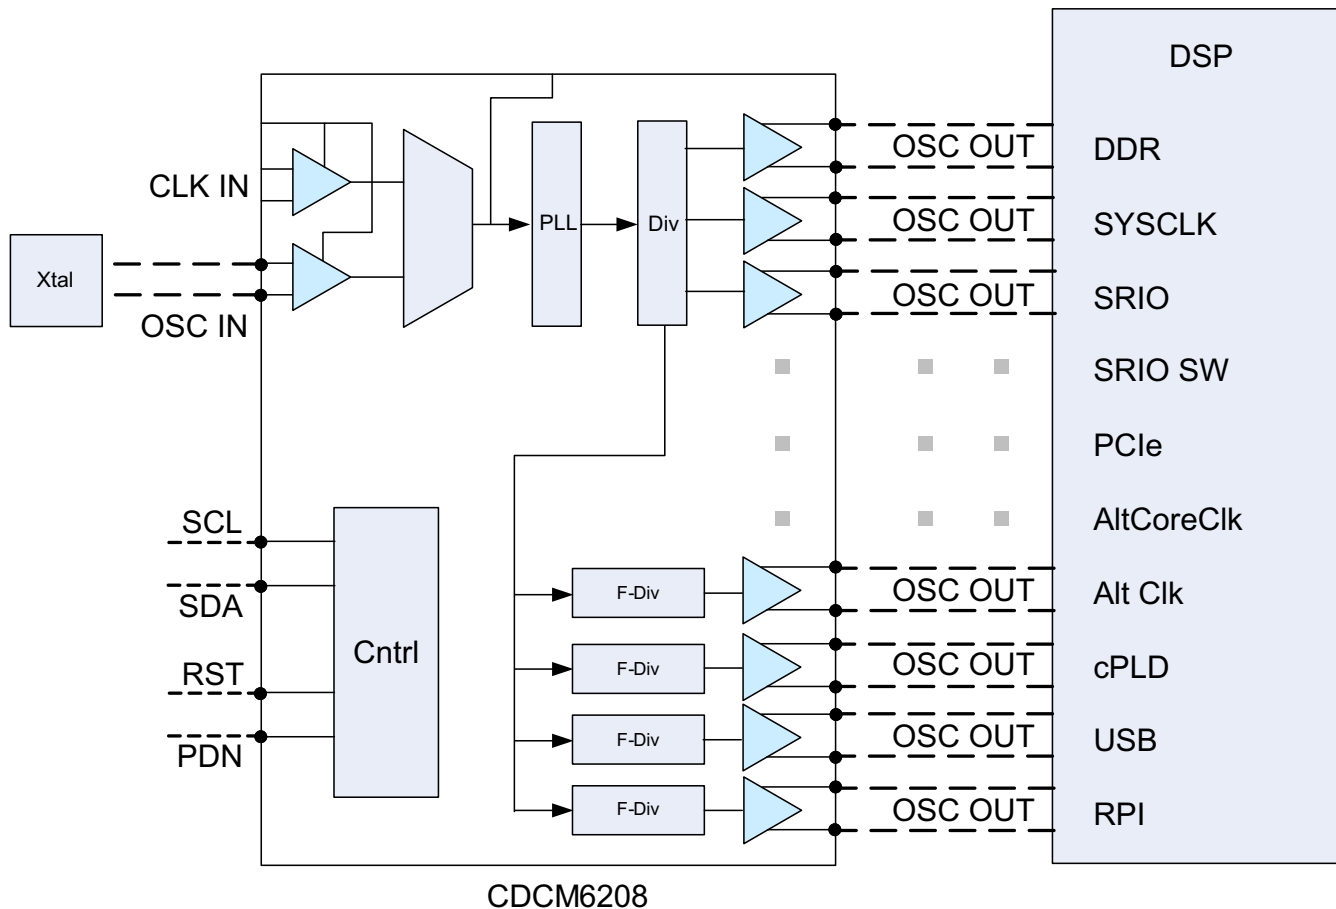 DSP
CLK IN
Xtal
OSC IN
PLL
Div
OSC OUT
DDR
OSC OUT
SYSCLK
OSC OUT
SRIO
SRIO SW
PCIe
AltCoreClk
SCL
SDA
RST
PDN
Cntrl
F-Div
OSC OUT
Alt Clk
F-Div
OSC OUT
cPLD
F-Div
OSC OUT
USB
F-Div
OSC OUT
RPI
CDCM6208